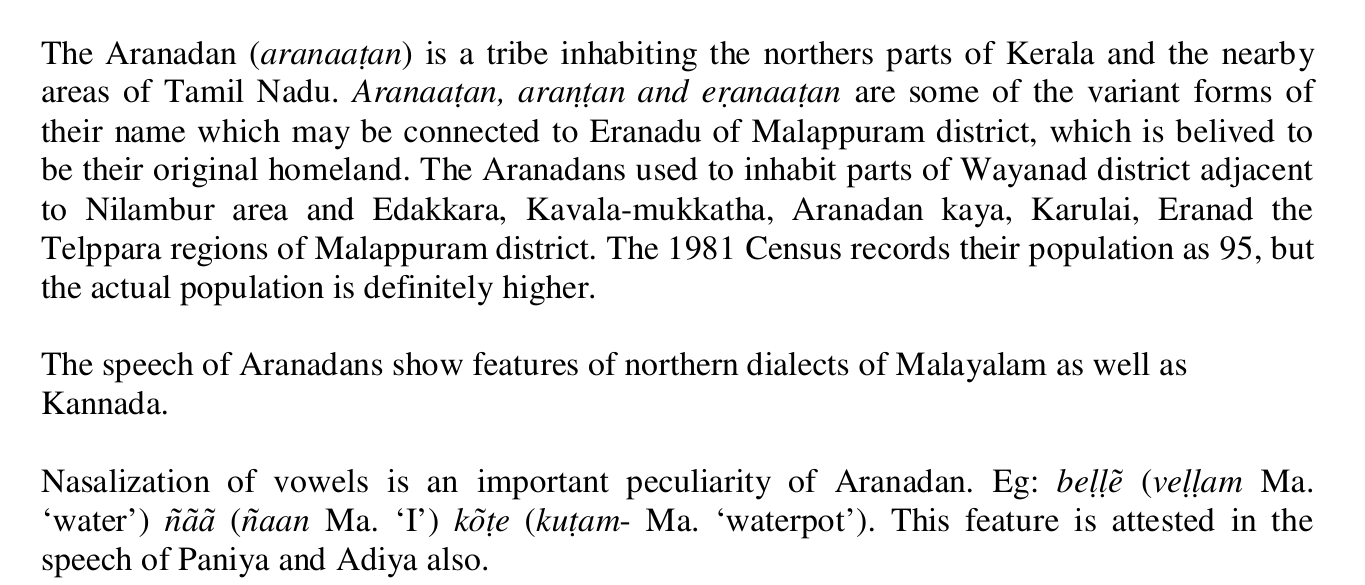 The Aranadan (aranaaṭan) is a tribe inhabiting the northers parts of Kerala and the nearby
areas of Tamil Nadu. Aranaaṭan, araṇṭan and eṛanaaṭan are some of the variant forms of
their name which may be connected to Eranadu of Malappuram district, which is belived to
be their original homeland. The Aranadans used to inhabit parts of Wayanad district adjacent
to Nilambur area and Edakkara, Kavala-mukkatha, Aranadan kaya, Karulai, Eranad the
Telppara regions of Malappuram district. The 1981 Census records their population as 95, but
the actual population is definitely higher.
The speech of Aranadans show features of northern dialects of Malayalam as well as
Kannada.
Nasalization of vowels is an important peculiarity of Aranadan. Eg: beḷḷẽ (veḷḷam Ma.
‘water’) ñãã (ñaan Ma. ‘I’) kõṭe (kuṭam- Ma. ‘waterpot’). This feature is attested in the
speech of Paniya and Adiya also.